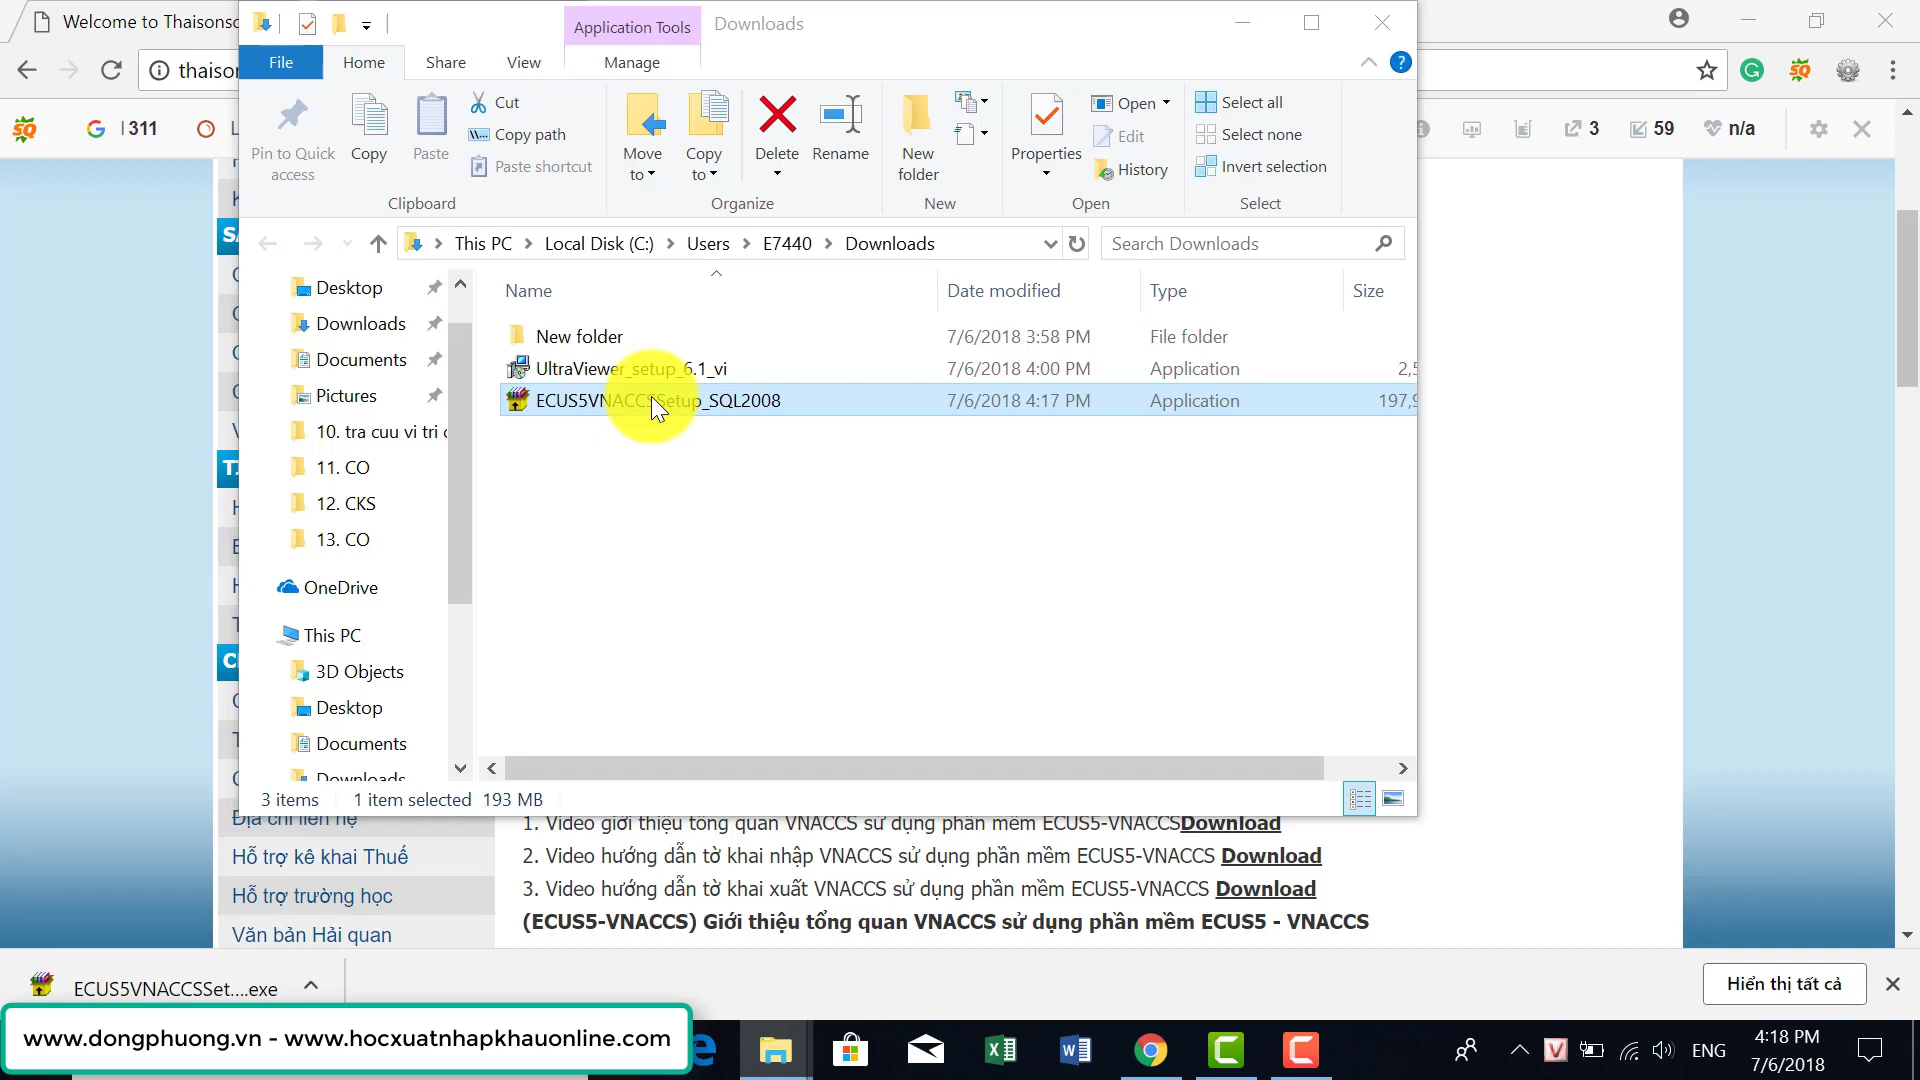 Welcome to Thaisonsc
Application Tools
Downloads
File
Home
Share
View
Manage
thaison
311
3
59
n/a
Pin to Quick access
Copy
Paste
Cut
Copy path
Paste shortcut
Move to
Copy to
Delete
Rename
New folder
Properties
Open
Edit
History
Select all
Select none
Invert selection
Clipboard
Organize
New
Open
Select
This PC > Local Disk (C:) > Users > E7440 > Downloads
Search Downloads
Name
Date modified
Type
Size
New folder 7/6/2018 3:58 PM File folder
UltraViewer_setup_6.1_vi 7/6/2018 4:00 PM Application 2,5
ECUS5VNACCSSetup_SQL2008 7/6/2018 4:17 PM Application 197,9
Desktop
Downloads
Documents
Pictures
10. tra cuu vi tri
11. CO
12. CKS
13. CO
OneDrive
This PC
3D Objects
Desktop
Documents
Downloads
3 items
1 item selected 193 MB
Địa chỉ liên hệ
Hỗ trợ kê khai Thuế
Hỗ trợ trường học
Văn bản Hải quan
1. Video giới thiệu tổng quan VNACCS sử dụng phần mềm ECUS5-VNACCSDownload
2. Video hướng dẫn tờ khai nhập VNACCS sử dụng phần mềm ECUS5-VNACCS Download
3. Video hướng dẫn tờ khai xuất VNACCS sử dụng phần mềm ECUS5-VNACCS Download
(ECUS5-VNACCS) Giới thiệu tổng quan VNACCS sử dụng phần mềm ECUS5 - VNACCS
ECUS5VNACCSSet....exe
Hiển thị tất cả
www.dongphuong.vn - www.hocxuatnhapkhauonline.com
ENG
4:18 PM
7/6/2018